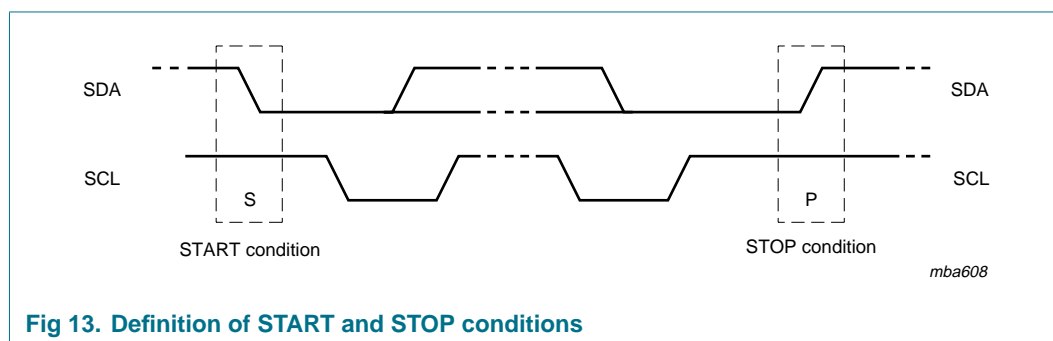 SDA
SDA
SCL
SCL
S
P
START condition
STOP condition
mba608
Fig 13. Definition of START and STOP conditions